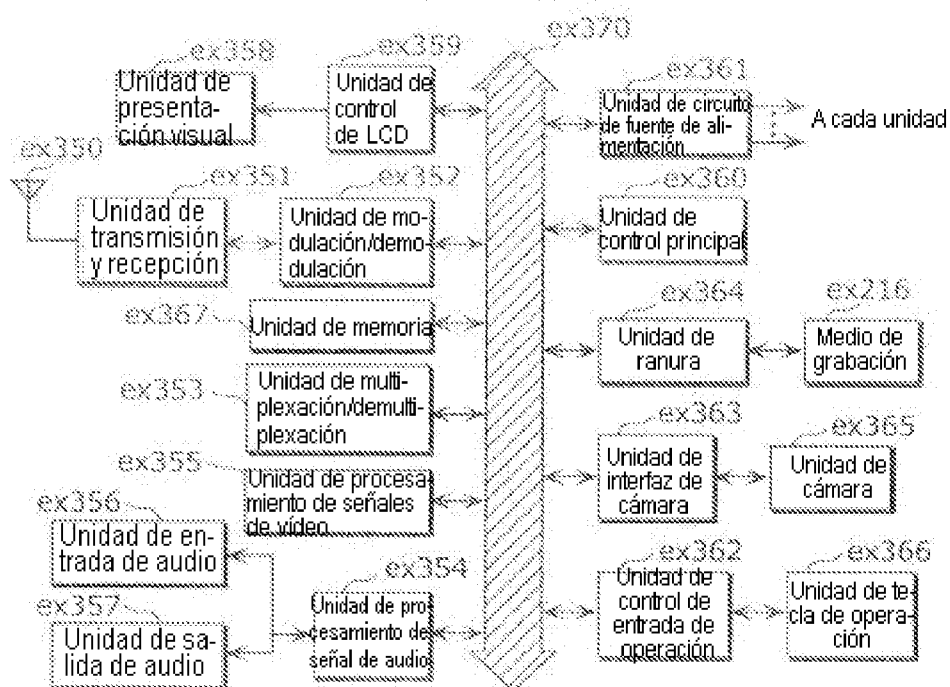 ex370
ex358
Unidad de
presenta-
ción visual
ex359
Unidad de
control
de LCD
ex361
Unidad de circuito
de fuente de ali-
mentación
A cada unidad
ex350
ex351
Unidad de
transmisión
y recepción
ex352
Unidad de mo-
dulación/demo-
dulación
ex360
Unidad de
control principal
ex367
Unidad de memoria
ex364
Unidad de
ranura
ex216
Medio de
grabación
ex353
Unidad de multi-
plexación/demulti-
plexación
ex363
Unidad de
interfaz de
cámara
ex365
Unidad de
cámara
ex355
Unidad de procesa-
miento de señales
de vídeo
ex356
Unidad de en-
trada de audio
ex357
Unidad de sa-
lida de audio
ex354
Unidad de pro-
cesamiento de
señal de audio
ex362
Unidad de
control de
entrada de
operación
ex366
Unidad de te-
cla de opera-
ción